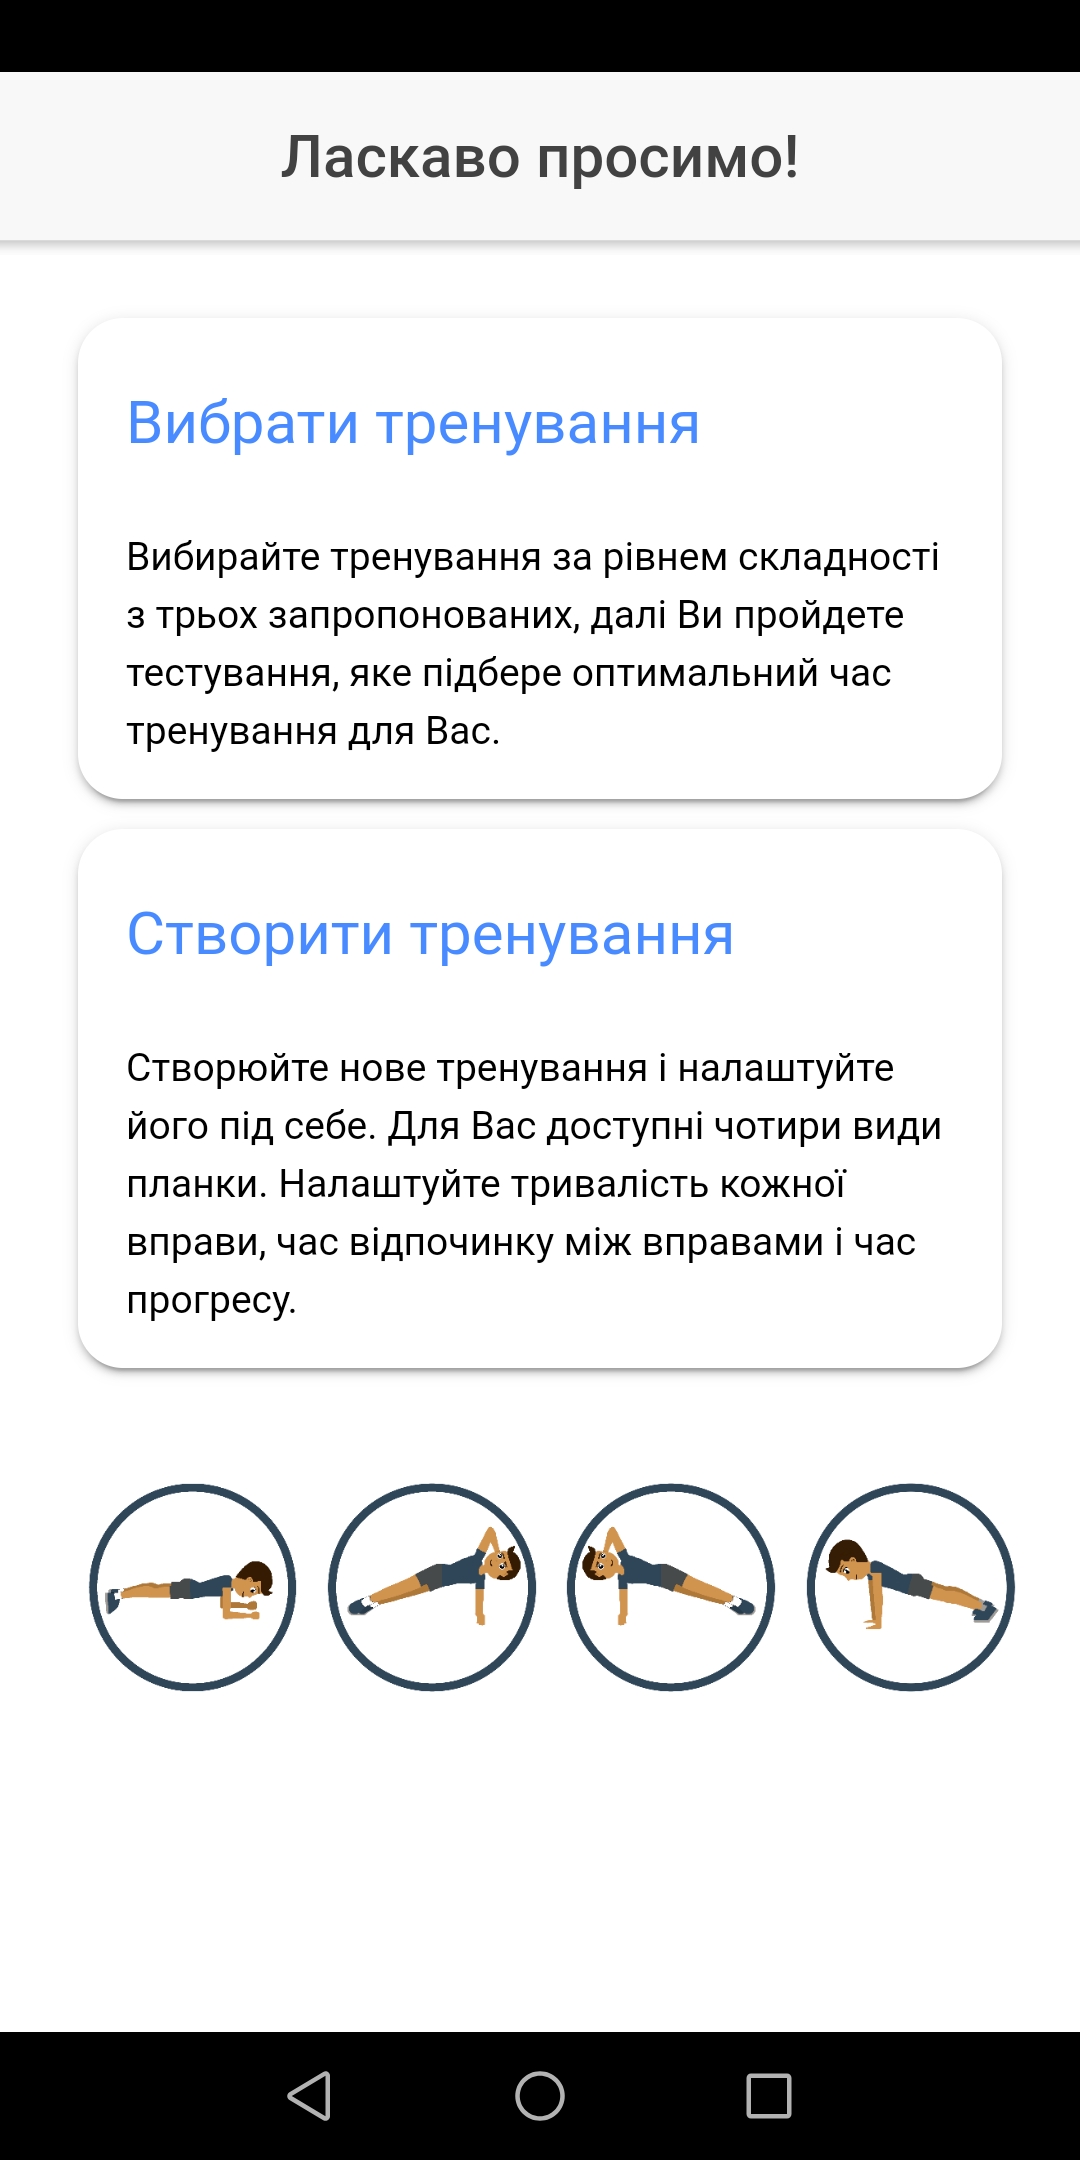 Ласкаво просимо!
Вибрати тренування
Вибирайте тренування за рівнем складності
з трьох запропонованих, далі Ви пройдете
тестування, яке підбере оптимальний час
тренування для Вас.
Створити тренування
Створюйте нове тренування і налаштуйте
його під себе. Для Вас доступні чотири види
планки. Налаштуйте тривалість кожної
вправи, час відпочинку між вправами і час
прогресу.